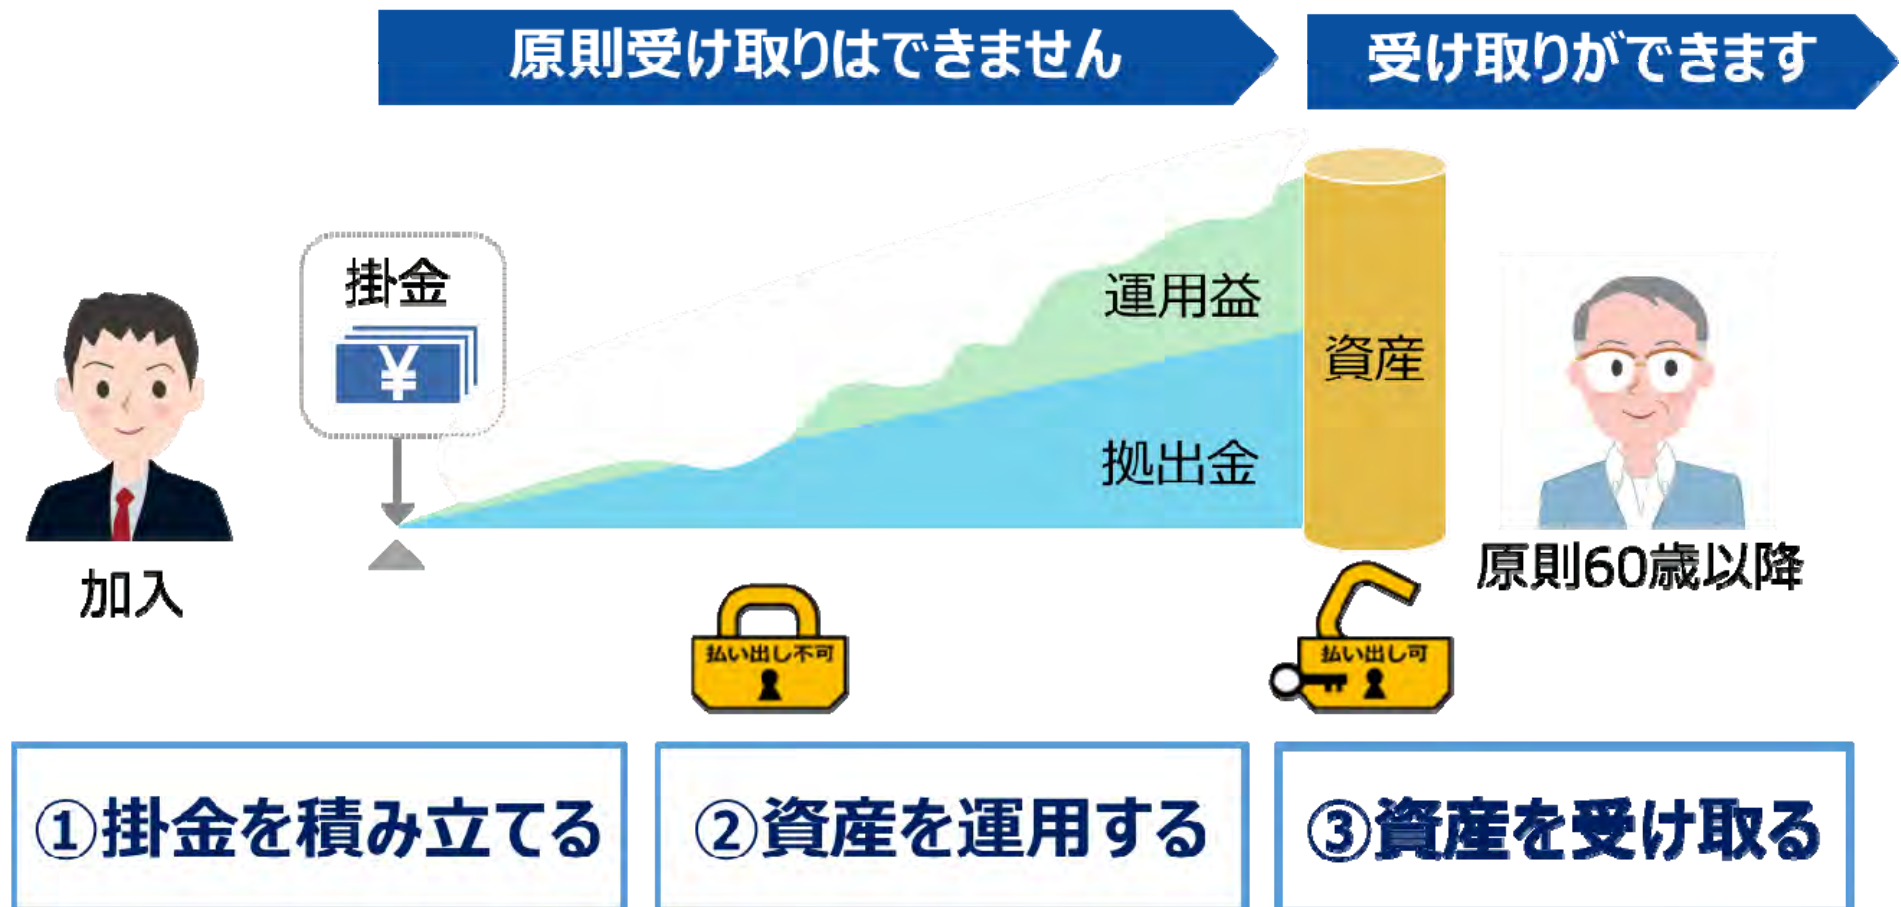 原則受け取りはできません
受け取りができます
掛金
¥
運用益
資産
拠出金
加入
原則60歳以降
払い出し不可
払い出し可
①掛金を積み立てる
②資産を運用する
③資産を受け取る